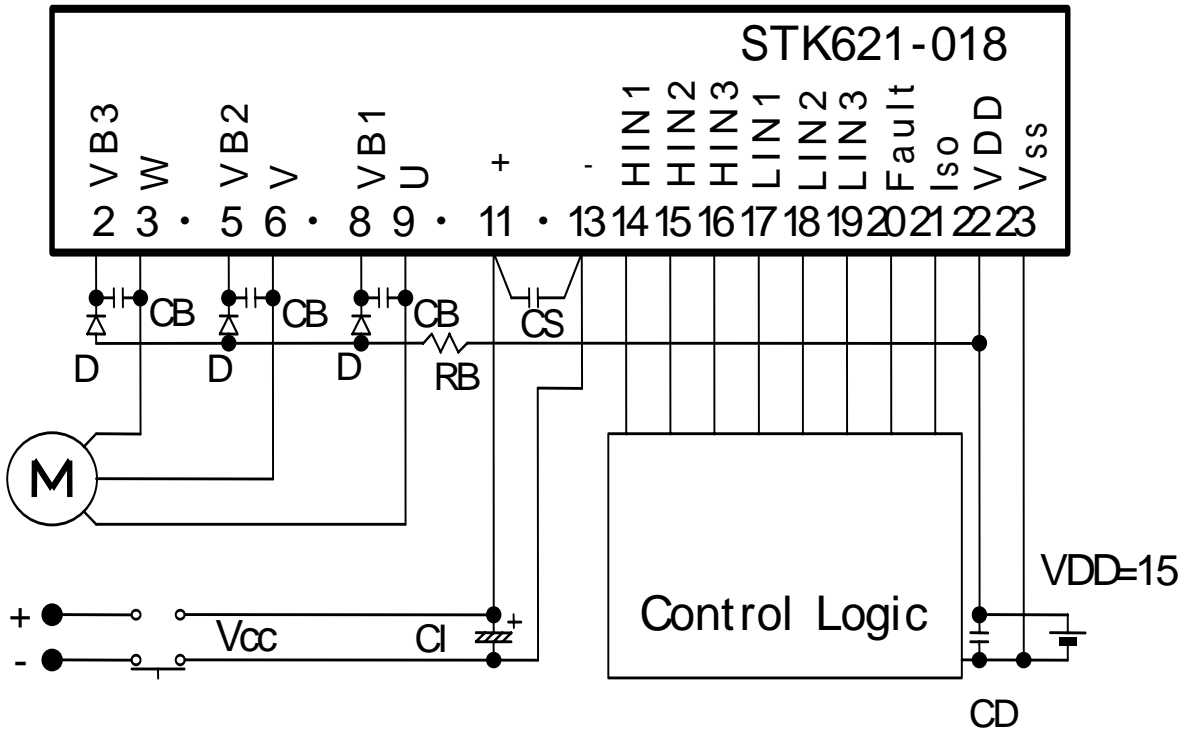 STK621-018
VB3
W
VB2
V
VB1
U
+
-
HIN1
HIN2
HIN3
LIN1
LIN2
LIN3
Fault
Iso
VDD
Vss
2 3 · 5 6 · 8 9 · 11 · 13 14 15 16 17 18 19 20 21 22 23
CB
CB
CB
CS
D
D
D
RB
M
VDD=15
Control Logic
+
Vcc
CI
+
-
CD